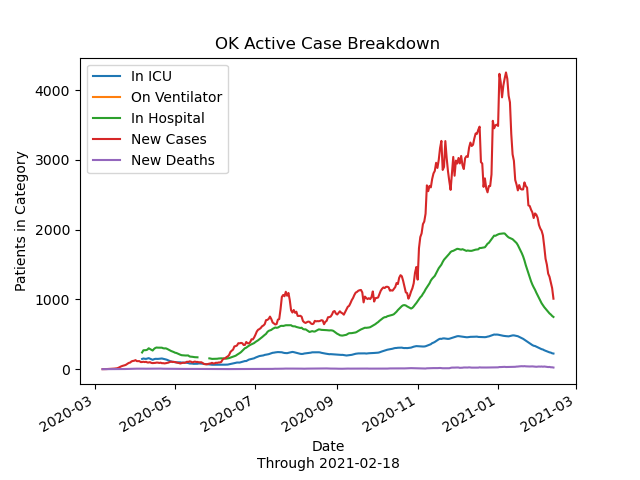 OK Active Case Breakdown
In ICU
On Ventilator
In Hospital
New Cases
New Deaths
Patients in Category
4000
3000
2000
1000
0
2020-03
2020-05
2020-07
2020-09
2020-11
2021-01
2021-03
Date
Through 2021-02-18